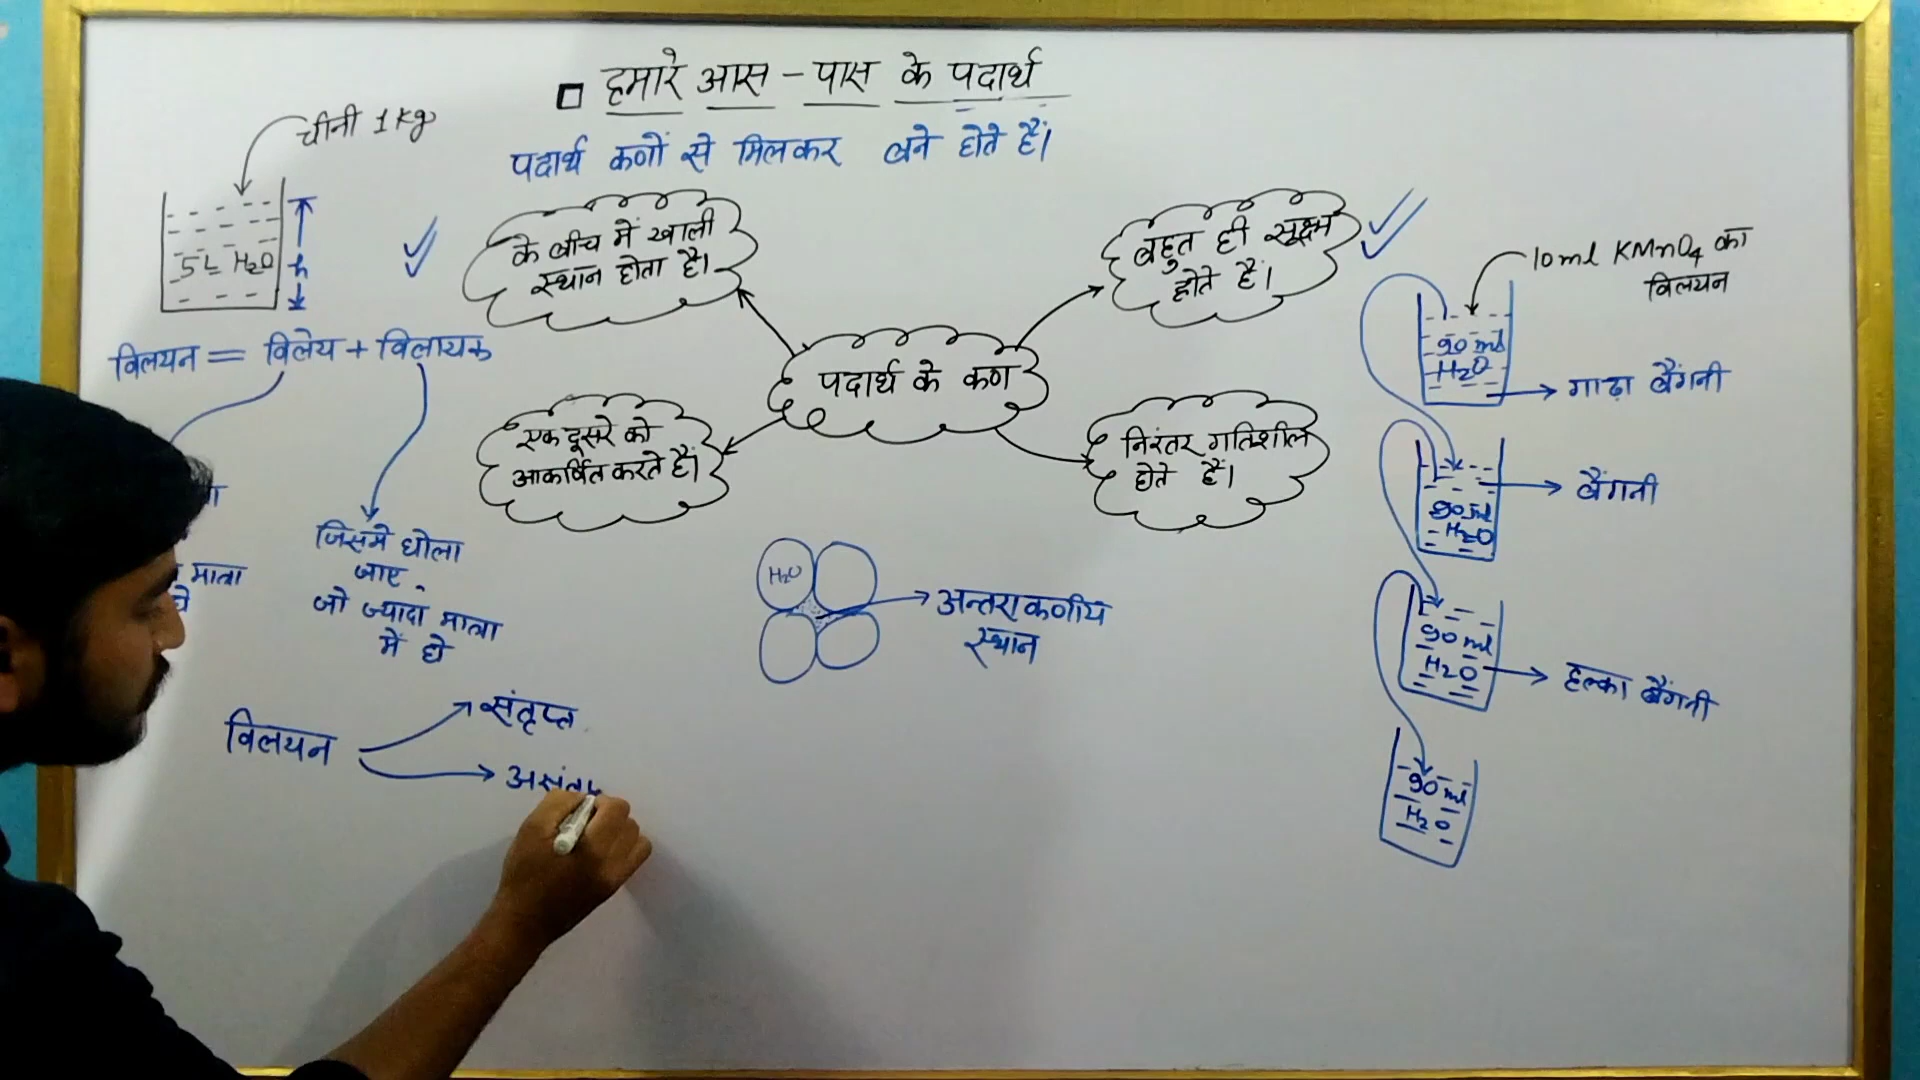 हमारे आस-पास के पदार्थ
पदार्थ कणों से मिलकर बने होते हैं।
चीनी 1 Kg
5L H₂O
h
विलयन = विलेय + विलायक
मात्रा
जिसमे घोला
जाए
जो ज्यादा मात्रा
में हो
विलयन
संतृप्त
के बीच में खाली
स्थान होता है।
बहुत ही सूक्ष्म
होते हैं।
पदार्थ के कण
एक दूसरे को
आकर्षित करते हैं।
निरंतर गतिशील
होते हैं।
H₂O
अन्तराकणीय
स्थान
10ml KMnO₄ का
विलयन
90 ml
H₂O
गाढ़ा बैंगनी
90 ml
H₂O
बैंगनी
90 ml
H₂O
हल्का बैंगनी
90 ml
H₂O